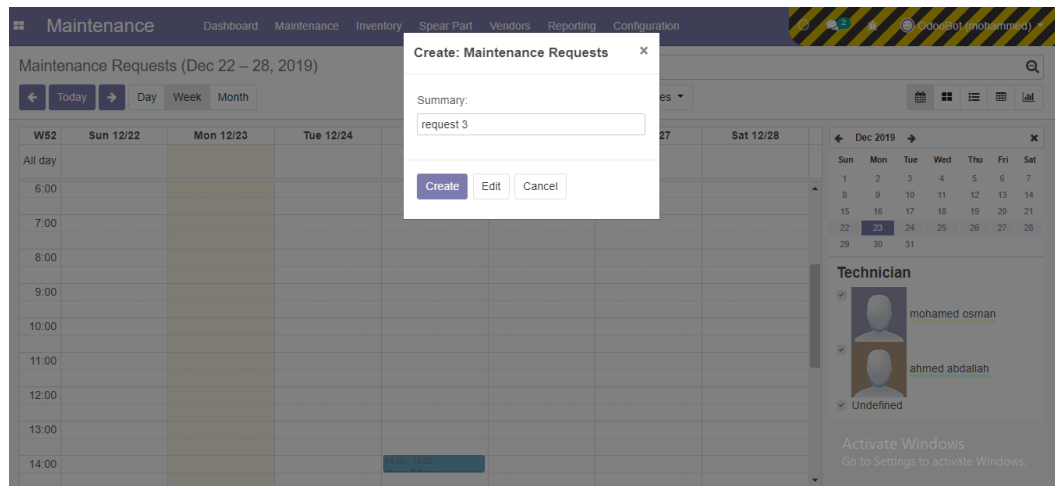 Maintenance Dashboard Maintenance Inventory Spear Part Vendors Reporting Configuration 2 OdooBot (mohammed)
Maintenance Requests (Dec 22 – 28, 2019)
Today Day Week Month
Create: Maintenance Requests ×
Summary:
request 3
Create Edit Cancel
W52 Sun 12/22 Mon 12/23 Tue 12/24 Sat 12/28
All day
6:00
7:00
8:00
9:00
10:00
11:00
12:00
13:00
14:00
Dec 2019
Sun Mon Tue Wed Thu Fri Sat
1 2 3 4 5 6 7
8 9 10 11 12 13 14
15 16 17 18 19 20 21
22 23 24 25 26 27 28
29 30 31
Technician
mohamed osman
ahmed abdallah
Undefined
Activate Windows
Go to Settings to activate Windows.